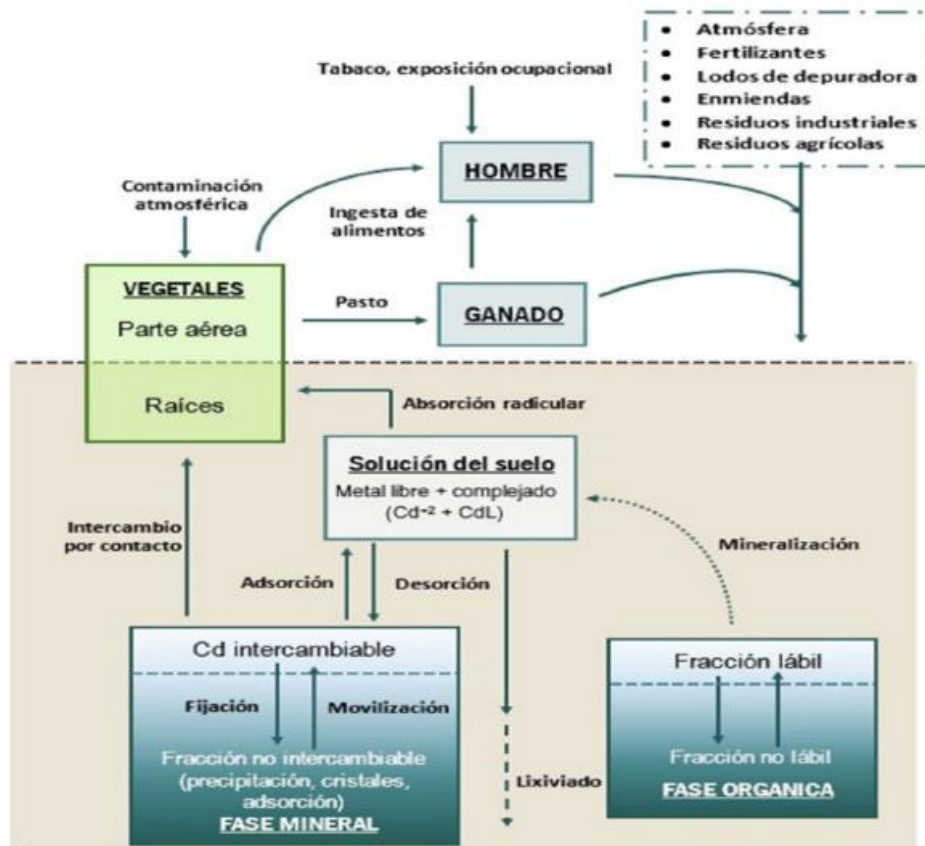 • Atmósfera
• Fertilizantes
• Lodos de depuradora
• Enmiendas
• Residuos industriales
• Residuos agrícolas
Tabaco, exposición ocupacional
HOMBRE
Contaminación
atmosférica
Ingesta de
alimentos
VEGETALES
Parte aérea
Pasto
GANADO
Raíces
Absorción radicular
Solución del suelo
Metal libre + complejado
(Cd+2 + CdL)
Intercambio
por contacto
Mineralización
Adsorción
Desorción
Cd intercambiable
Fijación
Movilización
Fracción no intercambiable
(precipitación, cristales,
adsorción)
FASE MINERAL
Lixiviado
Fracción lábil
Fracción no lábil
FASE ORGANICA